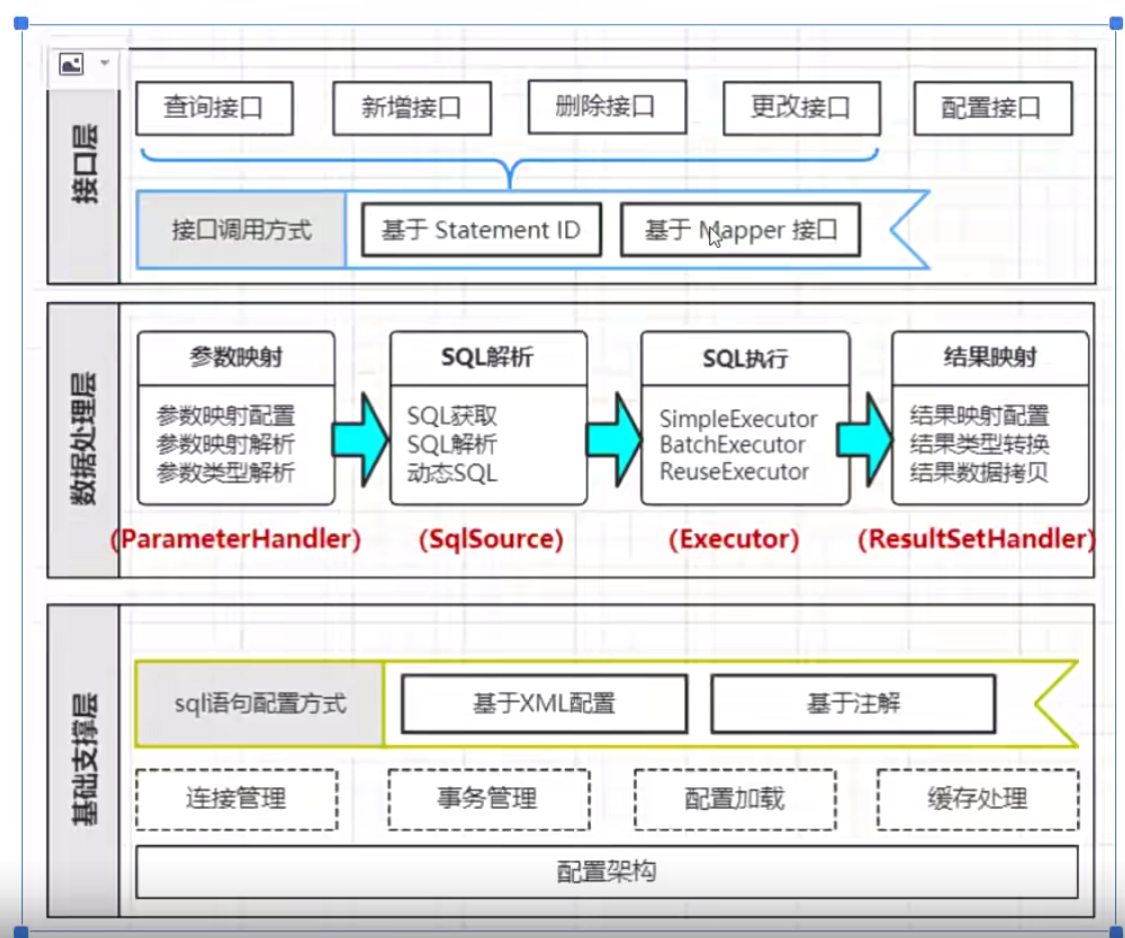 接口层
查询接口
新增接口
删除接口
更改接口
配置接口
接口调用方式
基于 Statement ID
基于 Mapper 接口
数据处理层
参数映射
参数映射配置
参数映射解析
参数类型解析
(ParameterHandler)
SQL解析
SQL获取
SQL解析
动态SQL
(SqlSource)
SQL执行
SimpleExecutor
BatchExecutor
ReuseExecutor
(Executor)
结果映射
结果映射配置
结果类型转换
结果数据拷贝
(ResultSetHandler)
基础支撑层
sql语句配置方式
基于XML配置
基于注解
连接管理
事务管理
配置加载
缓存处理
配置架构